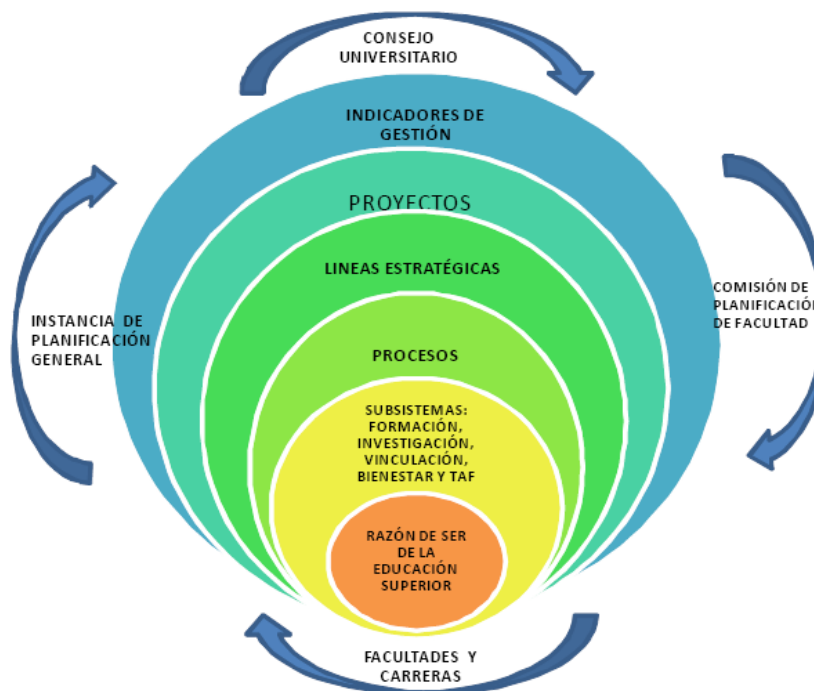 CONSEJO
UNIVERSITARIO
INDICADORES DE
GESTIÓN
PROYECTOS
LINEAS ESTRATÉGICAS
INSTANCIA DE
PLANIFICACIÓN
GENERAL
COMISIÓN DE
PLANIFICACIÓN
DE FACULTAD
PROCESOS
SUBSISTEMAS:
FORMACIÓN,
INVESTIGACIÓN,
VINCULACIÓN,
BIENESTAR Y TAF
RAZÓN DE SER
DE LA
EDUCACIÓN
SUPERIOR
FACULTADES Y
CARRERAS